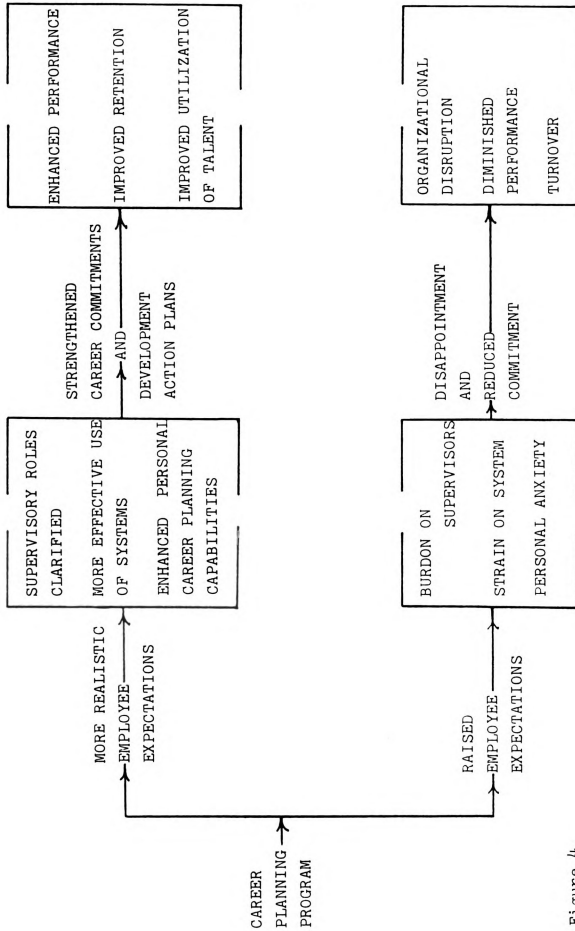 CAREER
PLANNING
PROGRAM
MORE REALISTIC
EMPLOYEE
EXPECTATIONS
SUPERVISORY ROLES
CLARIFIED
MORE EFFECTIVE USE
OF SYSTEMS
ENHANCED PERSONAL
CAREER PLANNING
CAPABILITIES
STRENGTHENED
CAREER COMMITMENTS
AND
DEVELOPMENT
ACTION PLANS
ENHANCED PERFORMANCE
IMPROVED RETENTION
IMPROVED UTILIZATION
OF TALENT
RAISED
EMPLOYEE
EXPECTATIONS
BURDON ON
SUPERVISORS
STRAIN ON SYSTEM
PERSONAL ANXIETY
DISAPPOINTMENT
AND
REDUCED
COMMITMENT
ORGANIZATIONAL
DISRUPTION
DIMINISHED
PERFORMANCE
TURNOVER
Figure 4